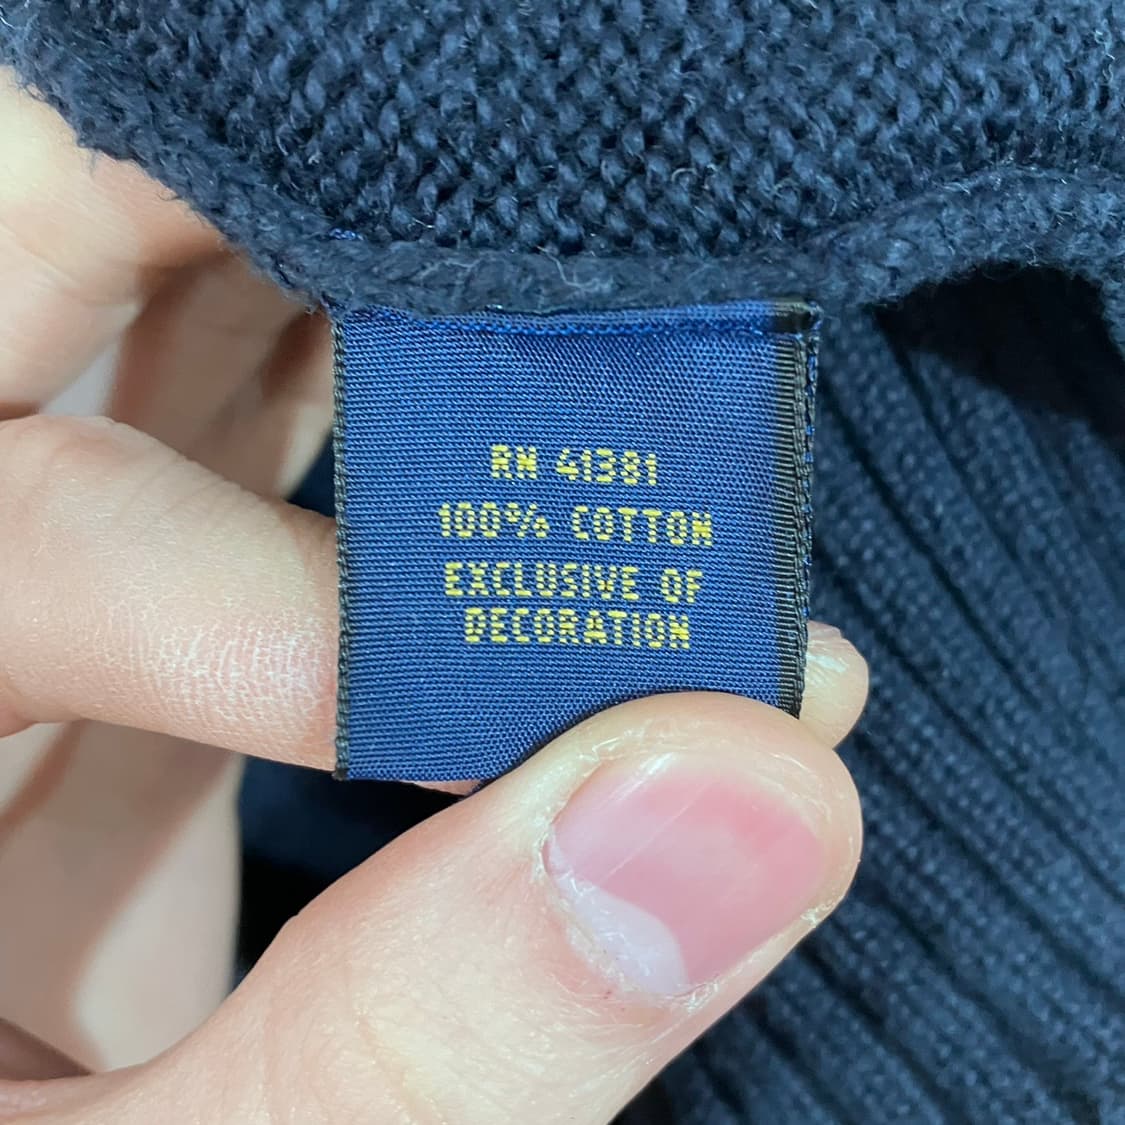 RN 41381
100% COTTON
EXCLUSIVE OF
DECORATION